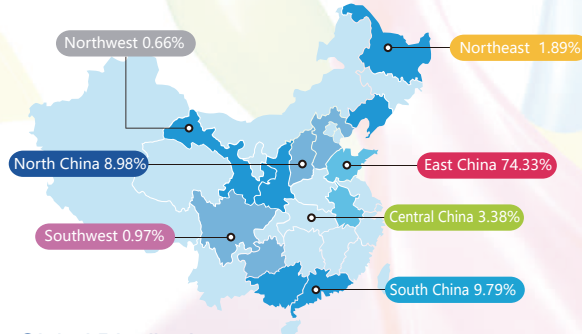 Northwest 0.66%
Northeast 1.89%
North China 8.98%
East China 74.33%
Central China 3.38%
Southwest 0.97%
South China 9.79%